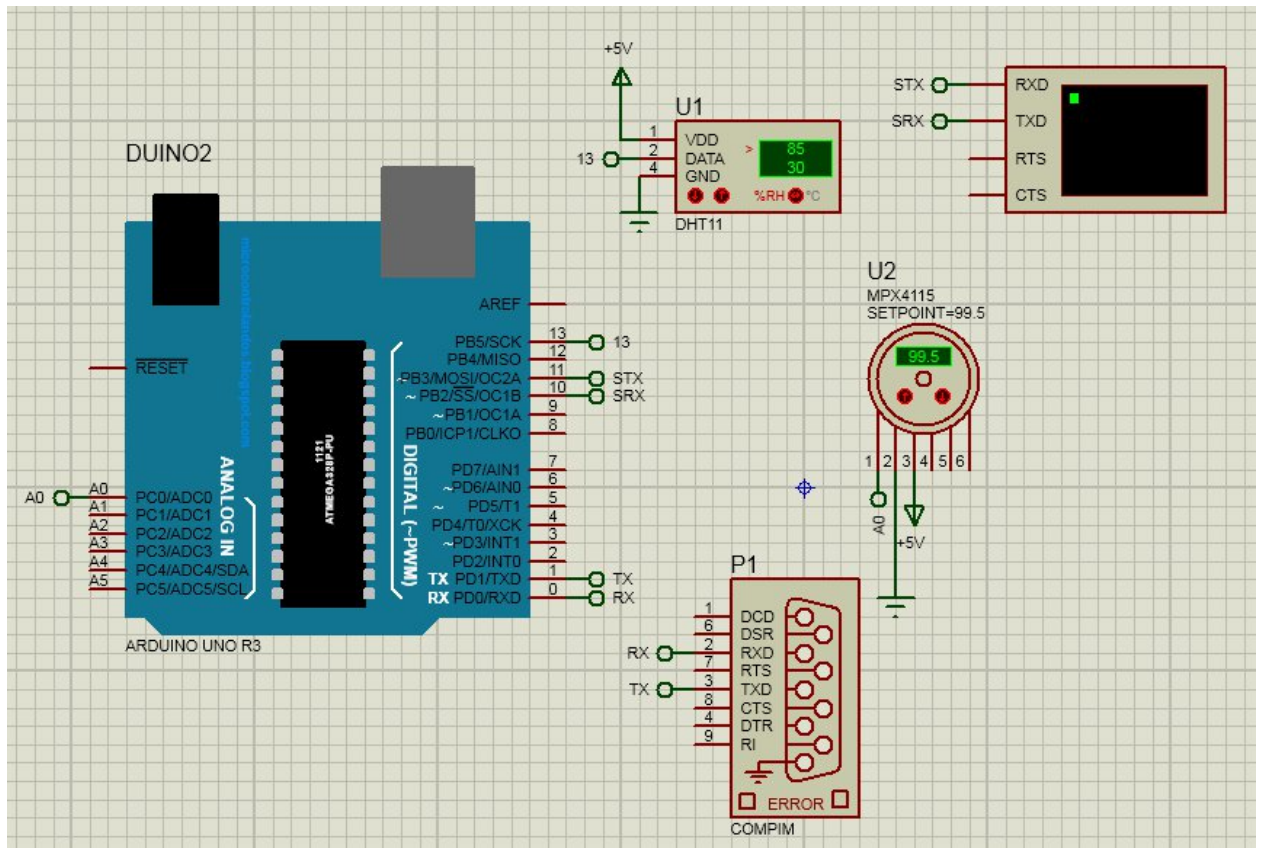 DUINO2
microcontrolandos.blogspot.com
RESET
1121
ATMEGA328P-PU
ANALOG IN
A0
A0 PC0/ADC0
A1 PC1/ADC1
A2 PC2/ADC2
A3 PC3/ADC3
A4 PC4/ADC4/SDA
A5 PC5/ADC5/SCL
DIGITAL (~PWM)
AREF
PB5/SCK 13 13
PB4/MISO 12
~PB3/MOSI/OC2A 11 STX
~ PB2/SS/OC1B 10 SRX
~PB1/OC1A 9
PB0/ICP1/CLKO 8
PD7/AIN1 7
~PD6/AIN0 6
~ PD5/T1 5
PD4/T0/XCK 4
~PD3/INT1 3
PD2/INT0 2
TX PD1/TXD 1 TX
RX PD0/RXD 0 RX
ARDUINO UNO R3
+5V
U1
1 VDD
13 2 DATA
4 GND
> 85
30
%RH °C
DHT11
STX RXD
SRX TXD
RTS
CTS
U2
MPX4115
SETPOINT=99.5
99.5
1 2 3 4 5 6
A0
+5V
P1
1 DCD
6 DSR
RX 2 RXD
7 RTS
TX 3 TXD
8 CTS
4 DTR
9 RI
ERROR
COMPIM